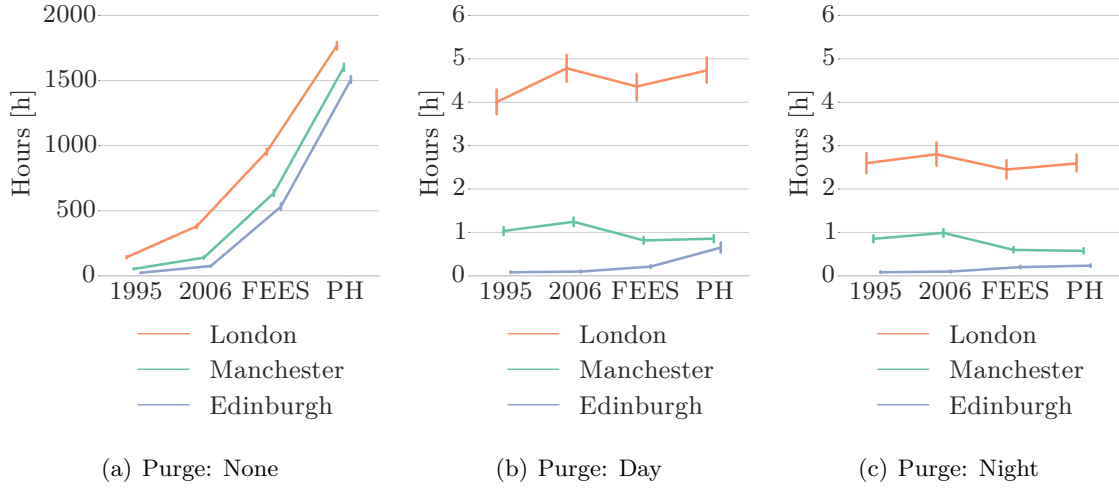 Hours [h]
2000
1500
1000
500
0
1995 2006 FEES PH
London
Manchester
Edinburgh
(a) Purge: None
Hours [h]
6
5
4
3
2
1
0
1995 2006 FEES PH
London
Manchester
Edinburgh
(b) Purge: Day
Hours [h]
6
5
4
3
2
1
0
1995 2006 FEES PH
London
Manchester
Edinburgh
(c) Purge: Night